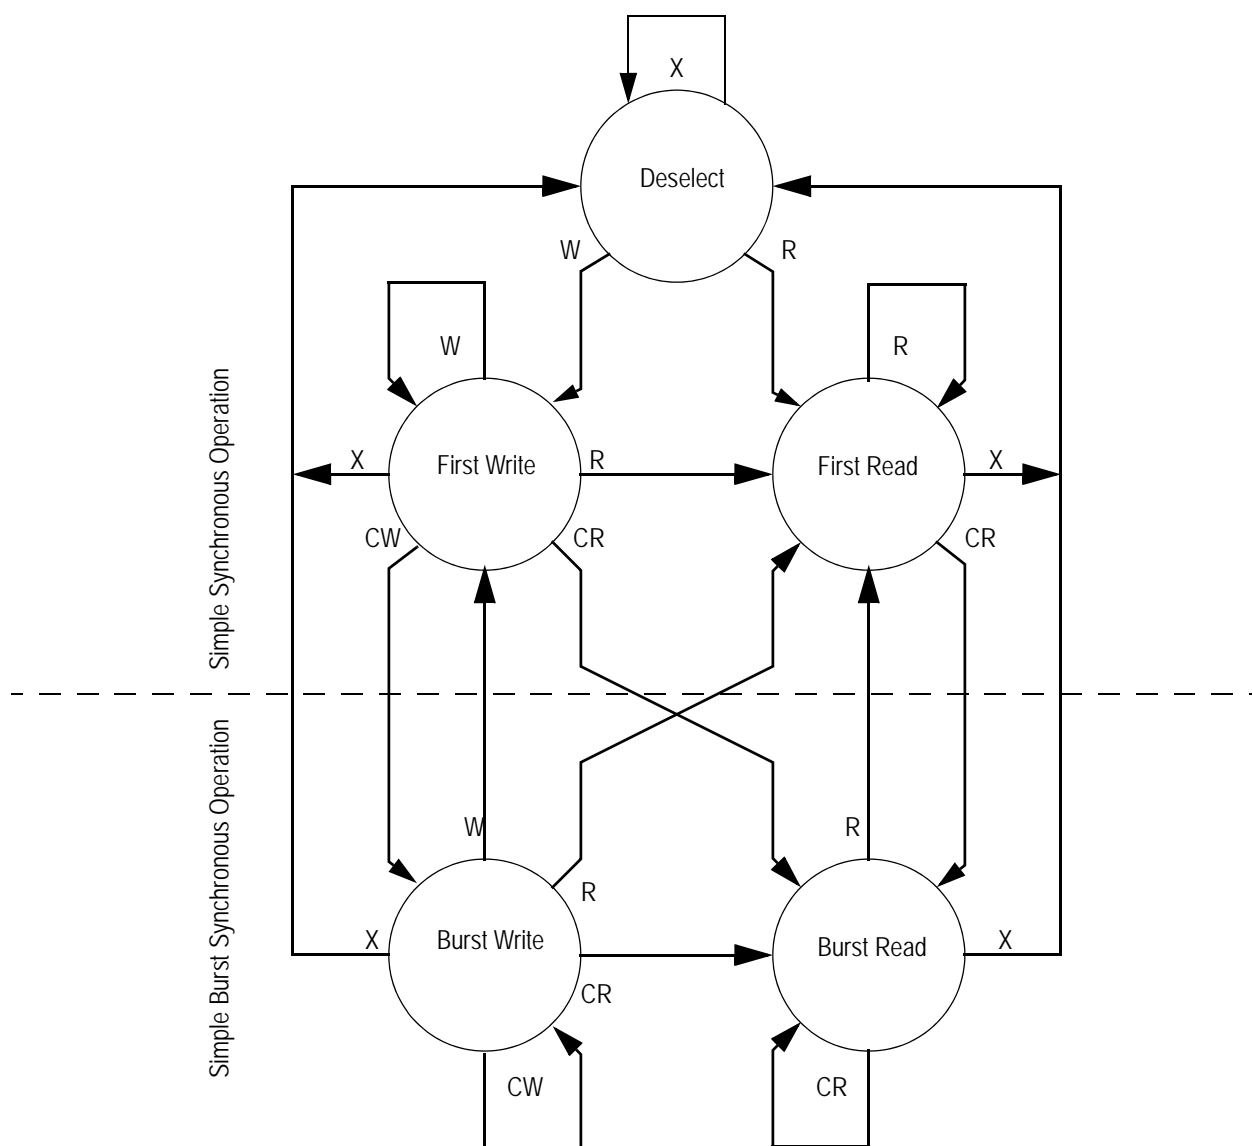 X
Deselect
W
R
W
R
X
First Write
R
First Read
X
CW
CR
CR
Simple Synchronous Operation
Simple Burst Synchronous Operation
W
R
R
X
Burst Write
Burst Read
X
CR
CW
CR